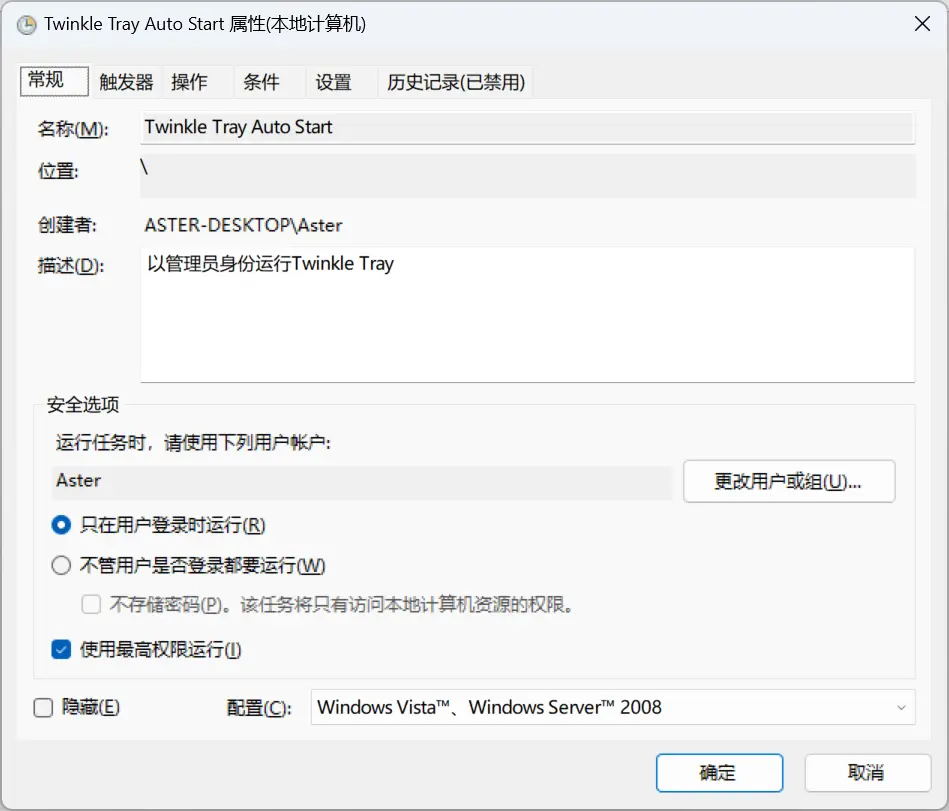 Twinkle Tray Auto Start 属性(本地计算机)
常规 触发器 操作 条件 设置 历史记录(已禁用)
名称(M): Twinkle Tray Auto Start
位置: \
创建者: ASTER-DESKTOP\Aster
描述(D): 以管理员身份运行Twinkle Tray
安全选项
运行任务时，请使用下列用户帐户:
Aster 更改用户或组(U)...
只在用户登录时运行(R)
不管用户是否登录都要运行(W)
不存储密码(P)。该任务将只有访问本地计算机资源的权限。
使用最高权限运行(I)
隐藏(E) 配置(C): Windows Vista™、Windows Server™ 2008
确定 取消